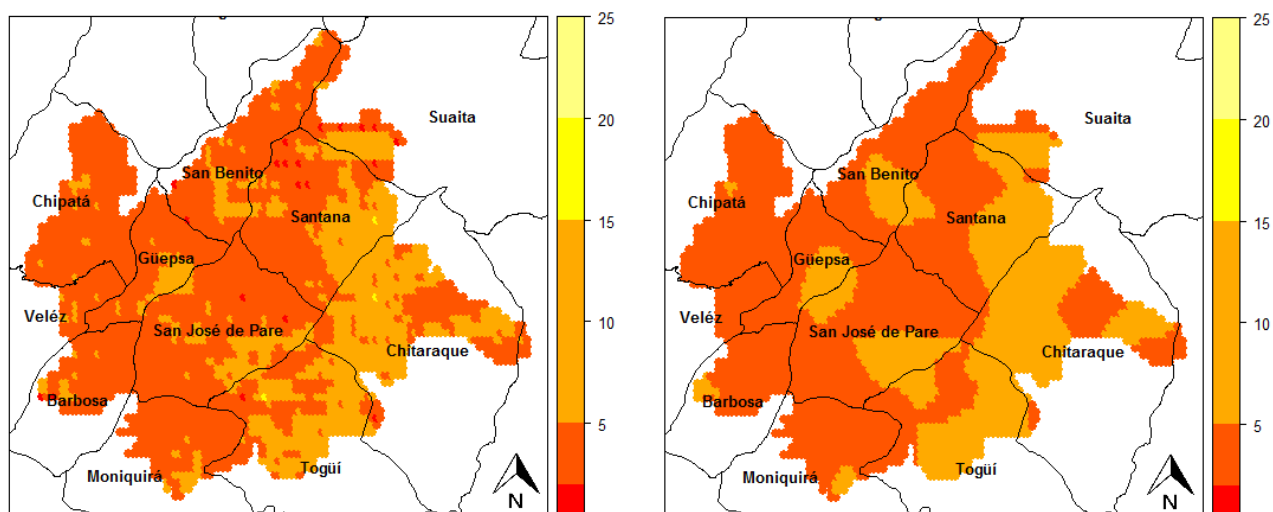 25
Suaita
20
San Benito
Chipatá
Santana
15
Güepsa
Veléz
San José de Pare
10
Chitaraque
Barbosa
5
Moniquirá
Togüí
N
25
Suaita
20
San Benito
Chipatá
Santana
15
Güepsa
Veléz
San José de Pare
10
Chitaraque
Barbosa
5
Moniquirá
Togüí
N